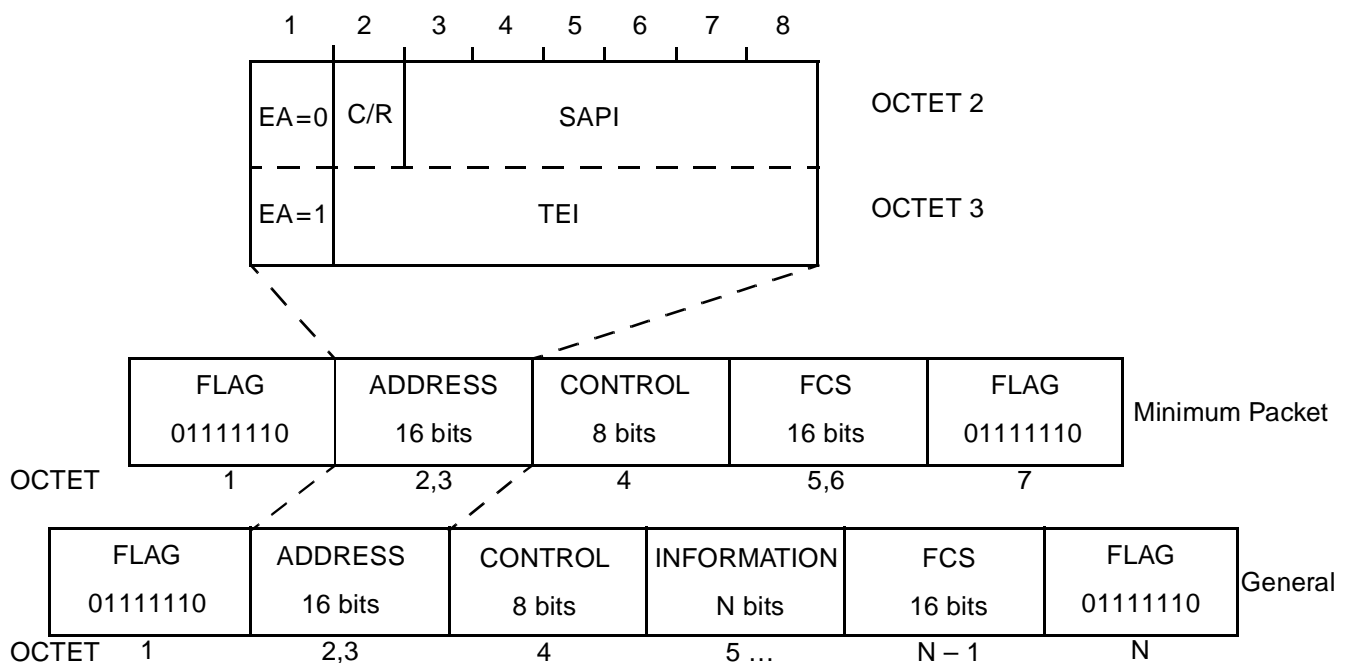 1 2 3 4 5 6 7 8
EA=0 C/R SAPI OCTET 2
EA=1 TEI OCTET 3
FLAG ADDRESS CONTROL FCS FLAG
01111110 16 bits 8 bits 16 bits 01111110
Minimum Packet
OCTET 1 2,3 4 5,6 7
FLAG ADDRESS CONTROL INFORMATION FCS FLAG
01111110 16 bits 8 bits N bits 16 bits 01111110
General
OCTET 1 2,3 4 5 … N – 1 N